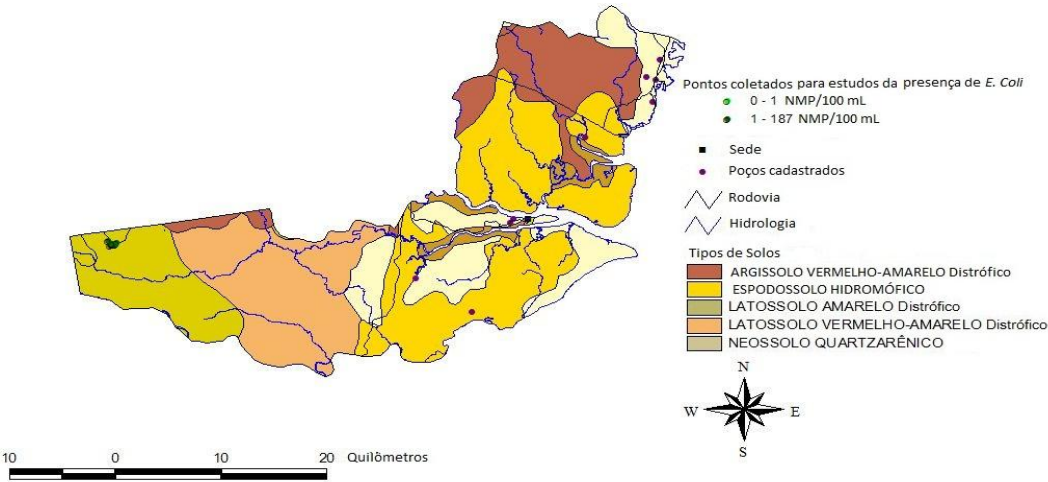 Pontos coletados para estudos da presença de E. Coli
0 - 1 NMP/100 mL
1 - 187 NMP/100 mL
Sede
Poços cadastrados
Rodovia
Hidrologia
Tipos de Solos
ARGISSOLO VERMELHO-AMARELO Distrófico
ESPODOSSOLO HIDROMÓFICO
LATOSSOLO AMARELO Distrófico
LATOSSOLO VERMELHO-AMARELO Distrófico
NEOSSOLO QUARTZARÊNICO
N
W E
S
10 0 10 20 Quilômetros